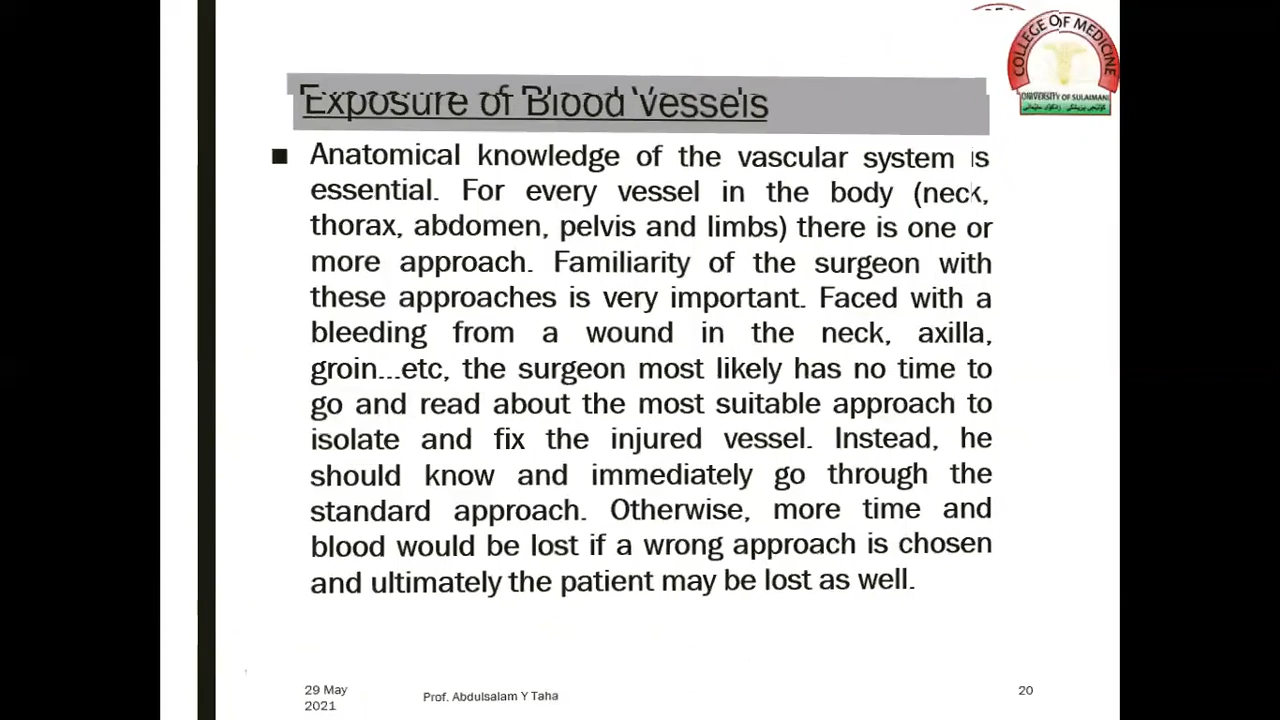 COLLEGE OF MEDICINE
UNIVERSITY OF SULAIMANI
Exposure of Blood Vessels
■ Anatomical knowledge of the vascular system is
essential. For every vessel in the body (neck,
thorax, abdomen, pelvis and limbs) there is one or
more approach. Familiarity of the surgeon with
these approaches is very important. Faced with a
bleeding from a wound in the neck, axilla,
groin...etc, the surgeon most likely has no time to
go and read about the most suitable approach to
isolate and fix the injured vessel. Instead, he
should know and immediately go through the
standard approach. Otherwise, more time and
blood would be lost if a wrong approach is chosen
and ultimately the patient may be lost as well.
29 May
2021
Prof. Abdulsalam Y Taha
20